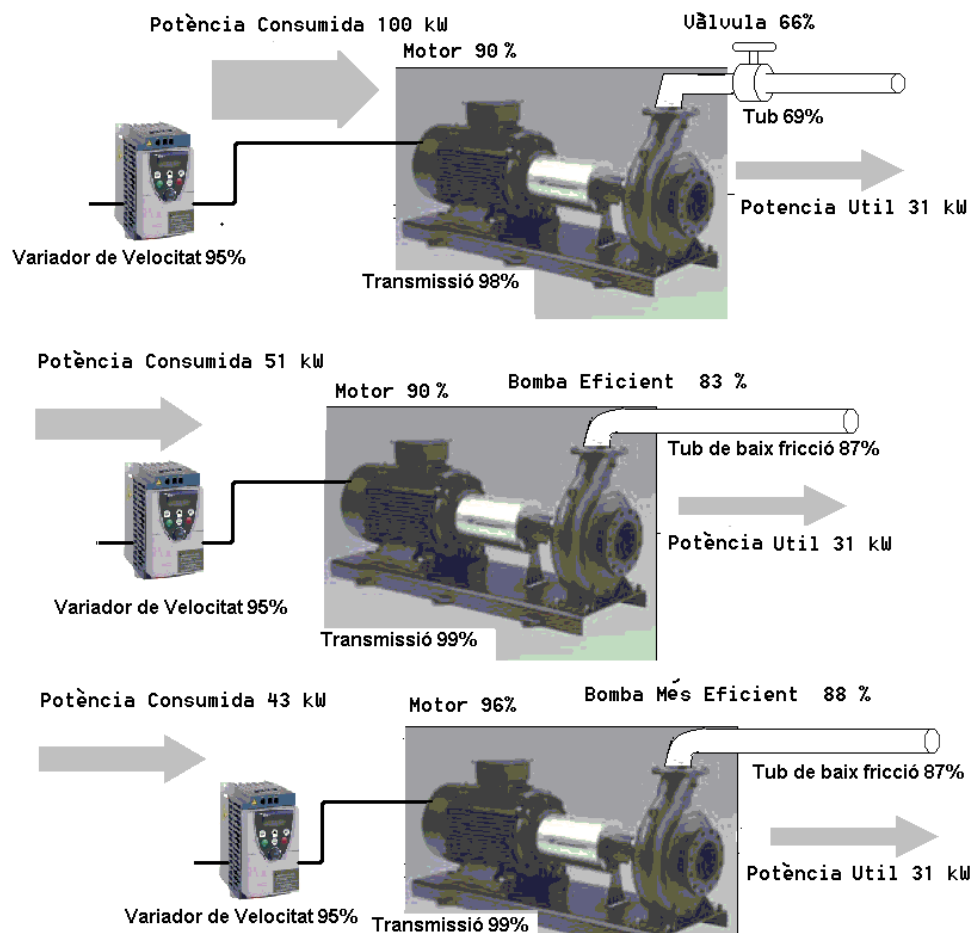 Potència Consumida 100 kW
Vàlvula 66%
Motor 90 %
Tub 69%
Potencia Util 31 kW
Variador de Velocitat 95%
Transmissió 98%
Potència Consumida 51 kW
Motor 90 %
Bomba Eficient 83 %
Tub de baix fricció 87%
Potència Util 31 kW
Variador de Velocitat 95%
Transmissió 99%
Potència Consumida 43 kW
Motor 96%
Bomba Més Eficient 88 %
Tub de baix fricció 87%
Potència Util 31 kW
Variador de Velocitat 95%
Transmissió 99%